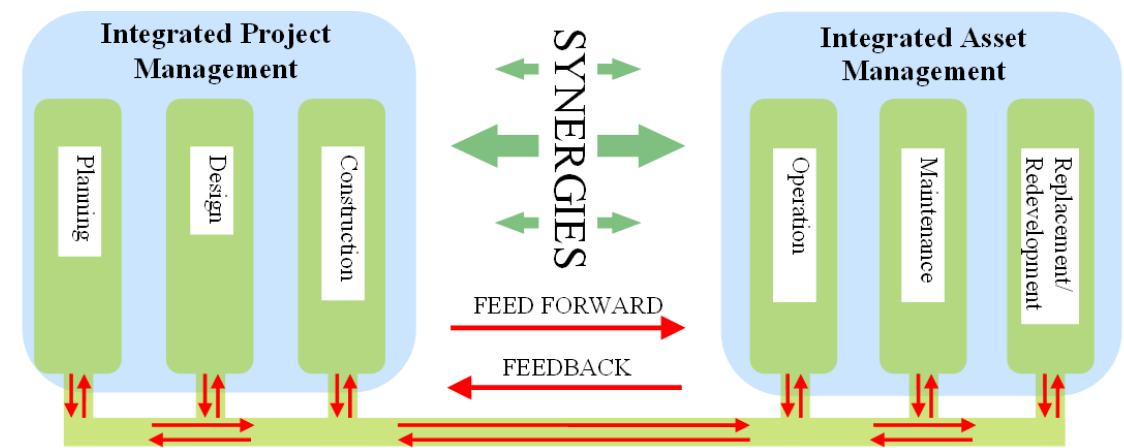 Integrated Project
Management
Planning
Design
Construction
SYNERGIES
FEED FORWARD
FEEDBACK
Integrated Asset
Management
Operation
Maintenance
Replacement/
Redevelopment